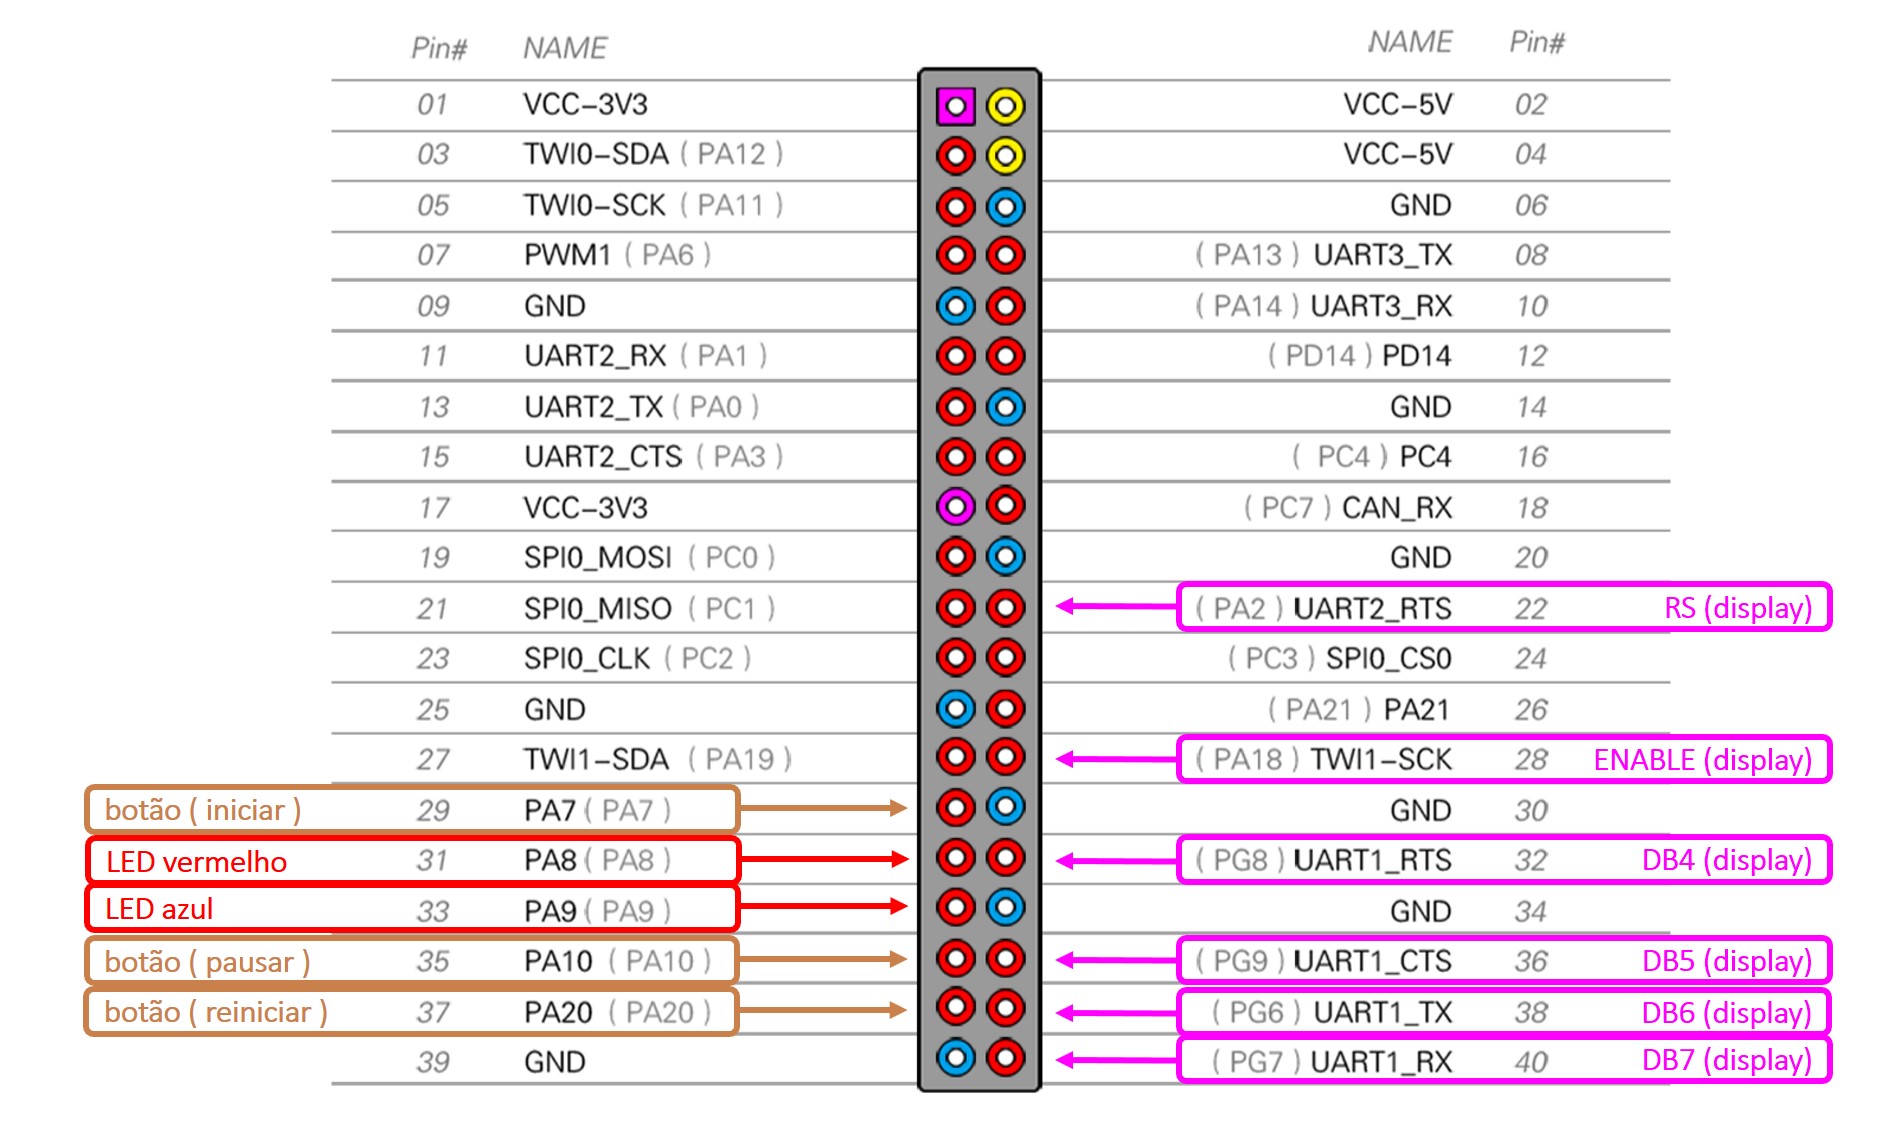 Pin# NAME NAME Pin#
01 VCC-3V3 VCC-5V 02
03 TWI0-SDA ( PA12 ) VCC-5V 04
05 TWI0-SCK ( PA11 ) GND 06
07 PWM1 ( PA6 ) ( PA13 ) UART3_TX 08
09 GND ( PA14 ) UART3_RX 10
11 UART2_RX ( PA1 ) ( PD14 ) PD14 12
13 UART2_TX ( PA0 ) GND 14
15 UART2_CTS ( PA3 ) ( PC4 ) PC4 16
17 VCC-3V3 ( PC7 ) CAN_RX 18
19 SPI0_MOSI ( PC0 ) GND 20
21 SPI0_MISO ( PC1 ) ( PA2 ) UART2_RTS 22 RS (display)
23 SPI0_CLK ( PC2 ) ( PC3 ) SPI0_CS0 24
25 GND ( PA21 ) PA21 26
27 TWI1-SDA ( PA19 ) ( PA18 ) TWI1-SCK 28 ENABLE (display)
botão ( iniciar ) 29 PA7 ( PA7 ) GND 30
LED vermelho 31 PA8 ( PA8 ) ( PG8 ) UART1_RTS 32 DB4 (display)
LED azul 33 PA9 ( PA9 ) GND 34
botão ( pausar ) 35 PA10 ( PA10 ) ( PG9 ) UART1_CTS 36 DB5 (display)
botão ( reiniciar ) 37 PA20 ( PA20 ) ( PG6 ) UART1_TX 38 DB6 (display)
39 GND ( PG7 ) UART1_RX 40 DB7 (display)